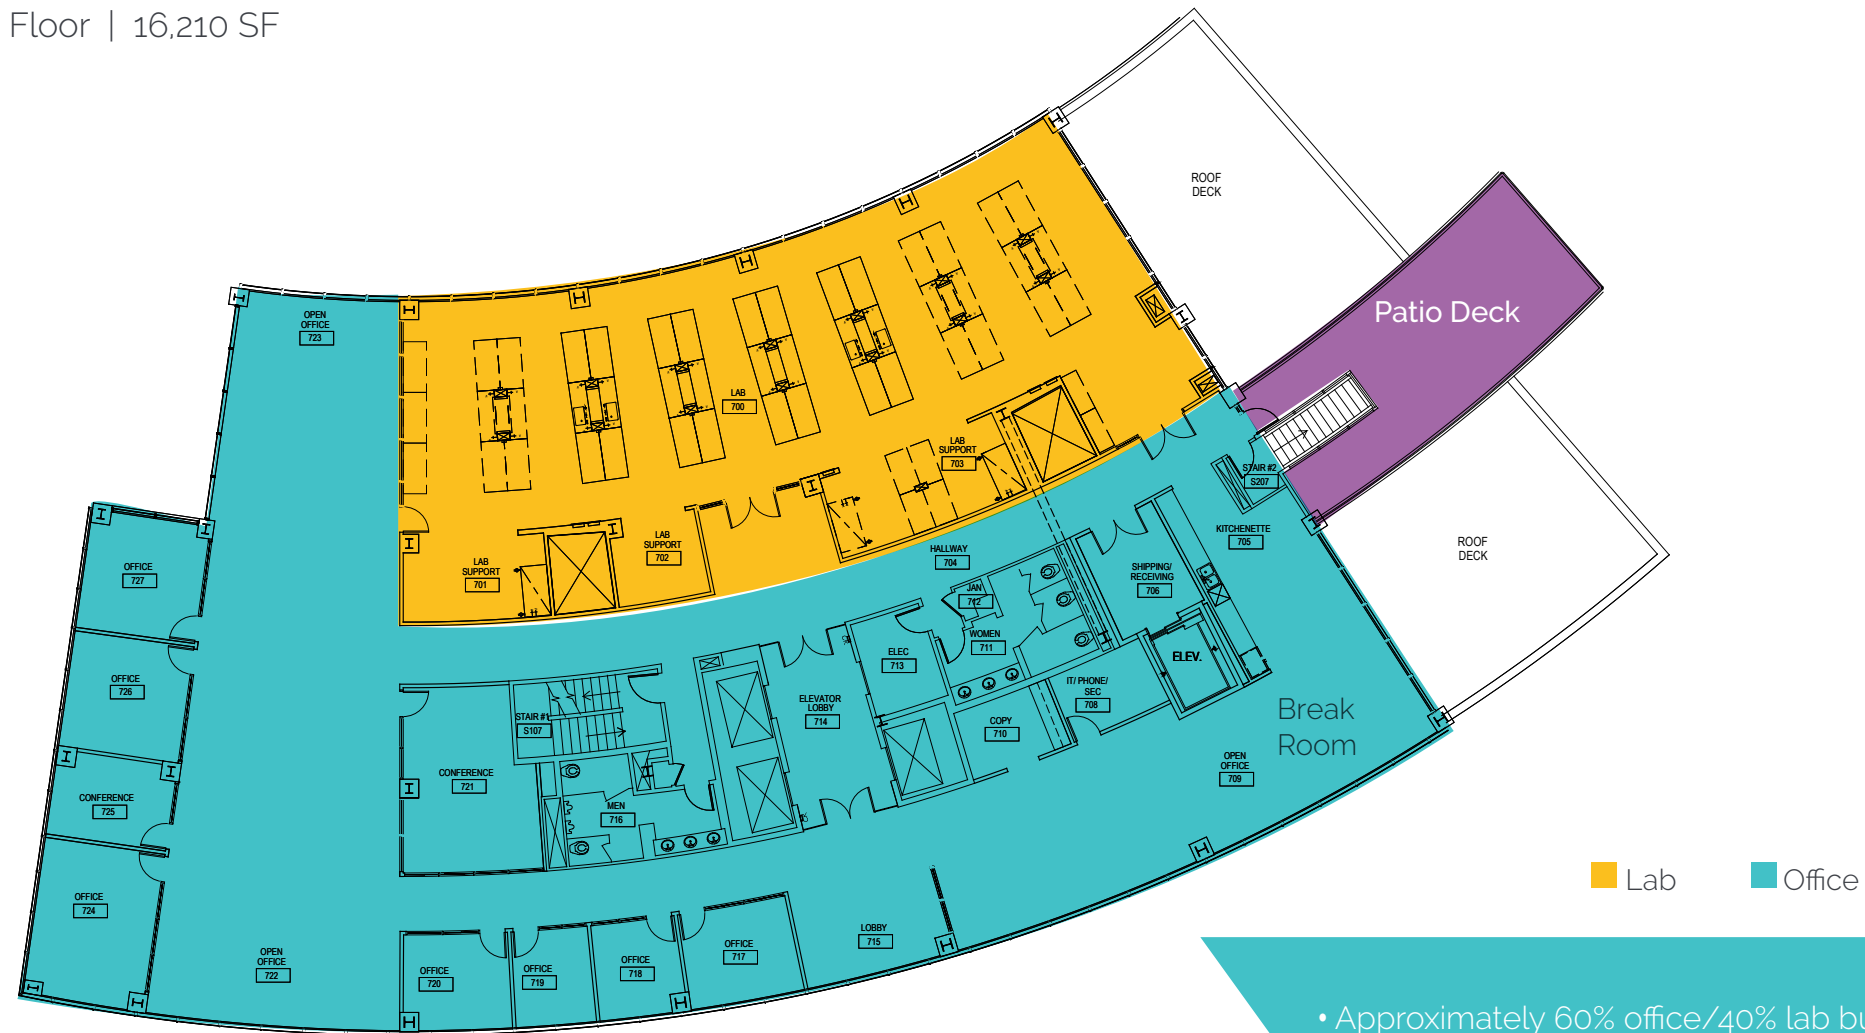 Floor | 16,210 SF
ROOF
DECK
Patio Deck
OPEN
OFFICE
723
LAB
700
LAB
SUPPORT
703
STAIR #2
S207
KITCHENETTE
705
LAB
SUPPORT
702
LAB
SUPPORT
701
HALLWAY
704
ROOF
DECK
OFFICE
727
SHIPPING/
RECEIVING
706
JAN
712
WOMEN
711
ELEC
713
ELEV.
OFFICE
726
IT/ PHONE/
SEC
708
ELEVATOR
LOBBY
714
STAIR #1
S107
COPY
710
Break
Room
OPEN
OFFICE
709
CONFERENCE
721
CONFERENCE
725
MEN
716
Lab
Office
OFFICE
724
LOBBY
715
OFFICE
717
OPEN
OFFICE
722
OFFICE
718
OFFICE
719
OFFICE
720
• Approximately 60% office/40% lab bu